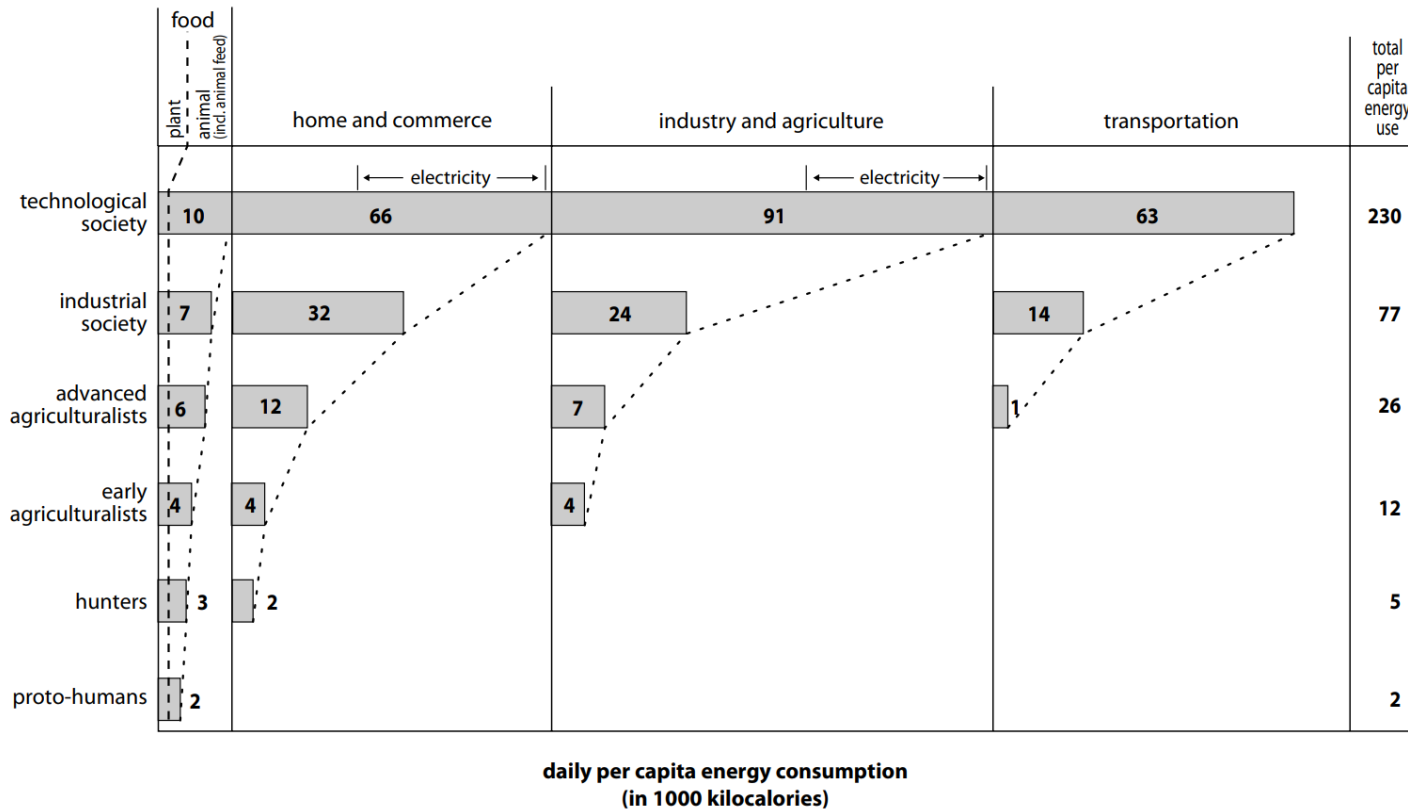 food
plant
animal
(incl. animal feed)
home and commerce
industry and agriculture
transportation
total
per
capita
energy
use
electricity
electricity
technological
society
10
66
91
63
230
industrial
society
7
32
24
14
77
advanced
agriculturalists
6
12
7
1
26
early
agriculturalists
4
4
4
12
hunters
3
2
5
proto-humans
2
2
daily per capita energy consumption
(in 1000 kilocalories)